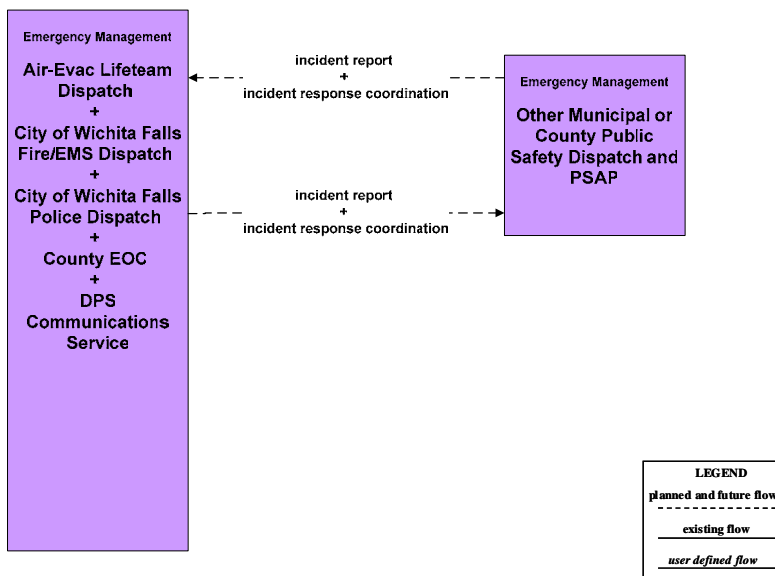 Emergency Management
Air-Evac Lifeteam
Dispatch
+
City of Wichita Falls
Fire/EMS Dispatch
+
City of Wichita Falls
Police Dispatch
+
County EOC
+
DPS
Communications
Service
incident report
+
incident response coordination
incident report
+
incident response coordination
Emergency Management
Other Municipal or
County Public
Safety Dispatch and
PSAP
LEGEND
planned and future flow
existing flow
user defined flow